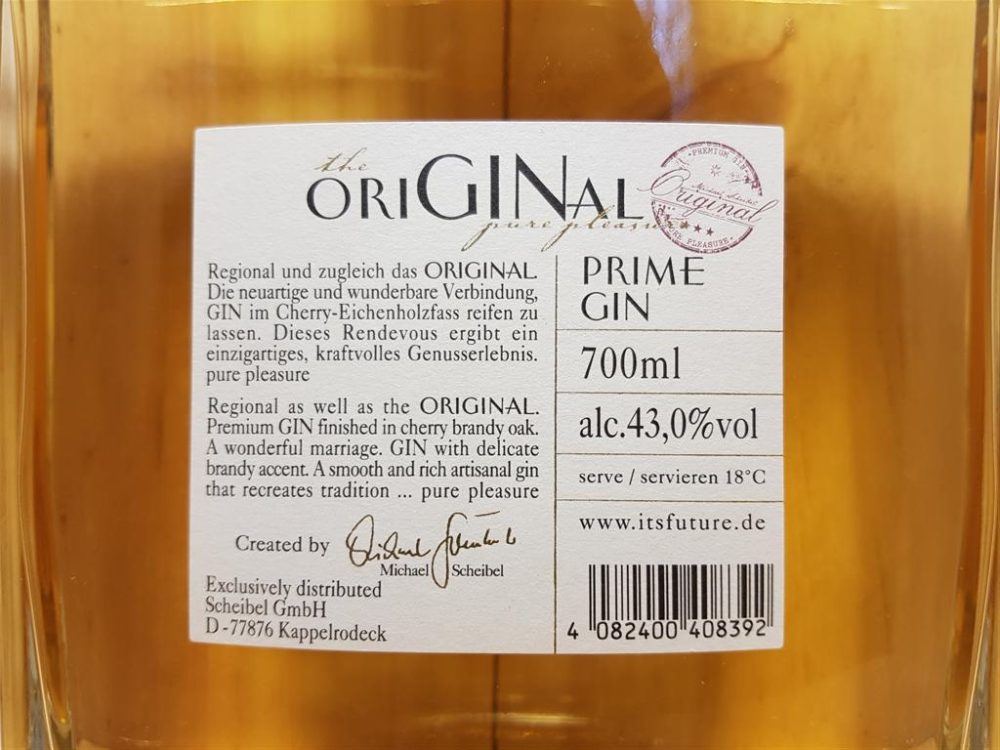 the
ORIGINAL
pure pleasure
PREMIUM GIN
Original
PURE PLEASURE
Regional und zugleich das ORIGINAL.
Die neuartige und wunderbare Verbindung,
GIN im Cherry-Eichenholzfass reifen zu
lassen. Dieses Rendevous ergibt ein
einzigartiges, kraftvolles Genusserlebnis.
pure pleasure
Regional as well as the ORIGINAL.
Premium GIN finished in cherry brandy oak.
A wonderful marriage. GIN with delicate
brandy accent. A smooth and rich artisanal gin
that recreates tradition ... pure pleasure
Created by
Michael Scheibel
Exclusively distributed
Scheibel GmbH
D-77876 Kappelrodeck
PRIME
GIN
700ml
alc.43,0%vol
serve / servieren 18°C
www.itsfuture.de
4 082400 408392